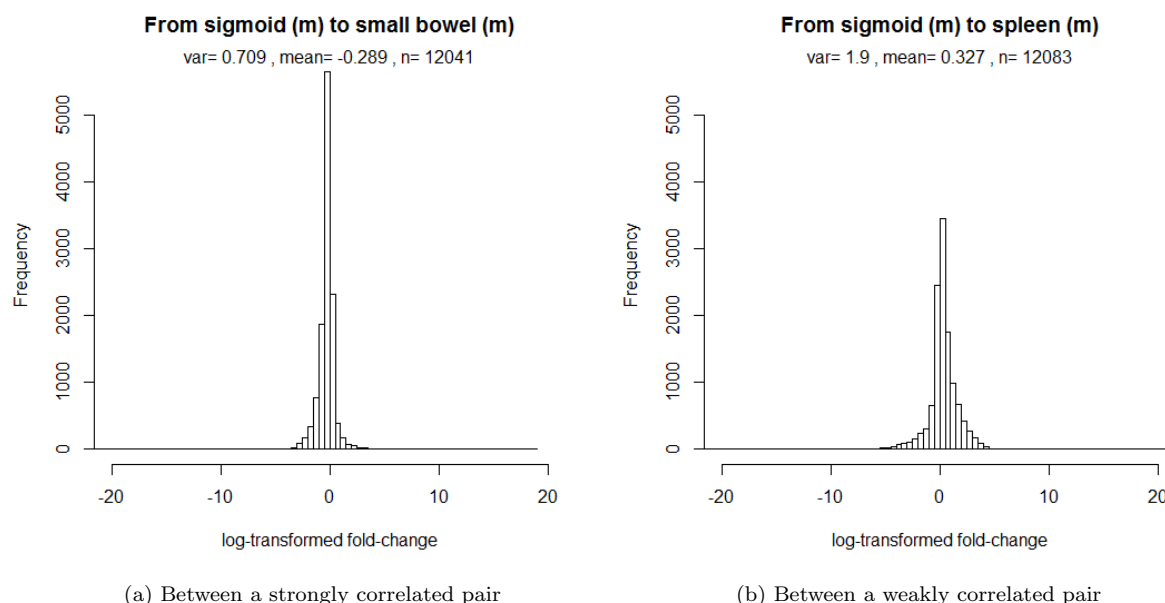 From sigmoid (m) to small bowel (m)
var= 0.709 , mean= -0.289 , n= 12041
Frequency
5000
4000
3000
2000
1000
0
-20 -10 0 10 20
log-transformed fold-change
(a) Between a strongly correlated pair
From sigmoid (m) to spleen (m)
var= 1.9 , mean= 0.327 , n= 12083
Frequency
5000
4000
3000
2000
1000
0
-20 -10 0 10 20
log-transformed fold-change
(b) Between a weakly correlated pair